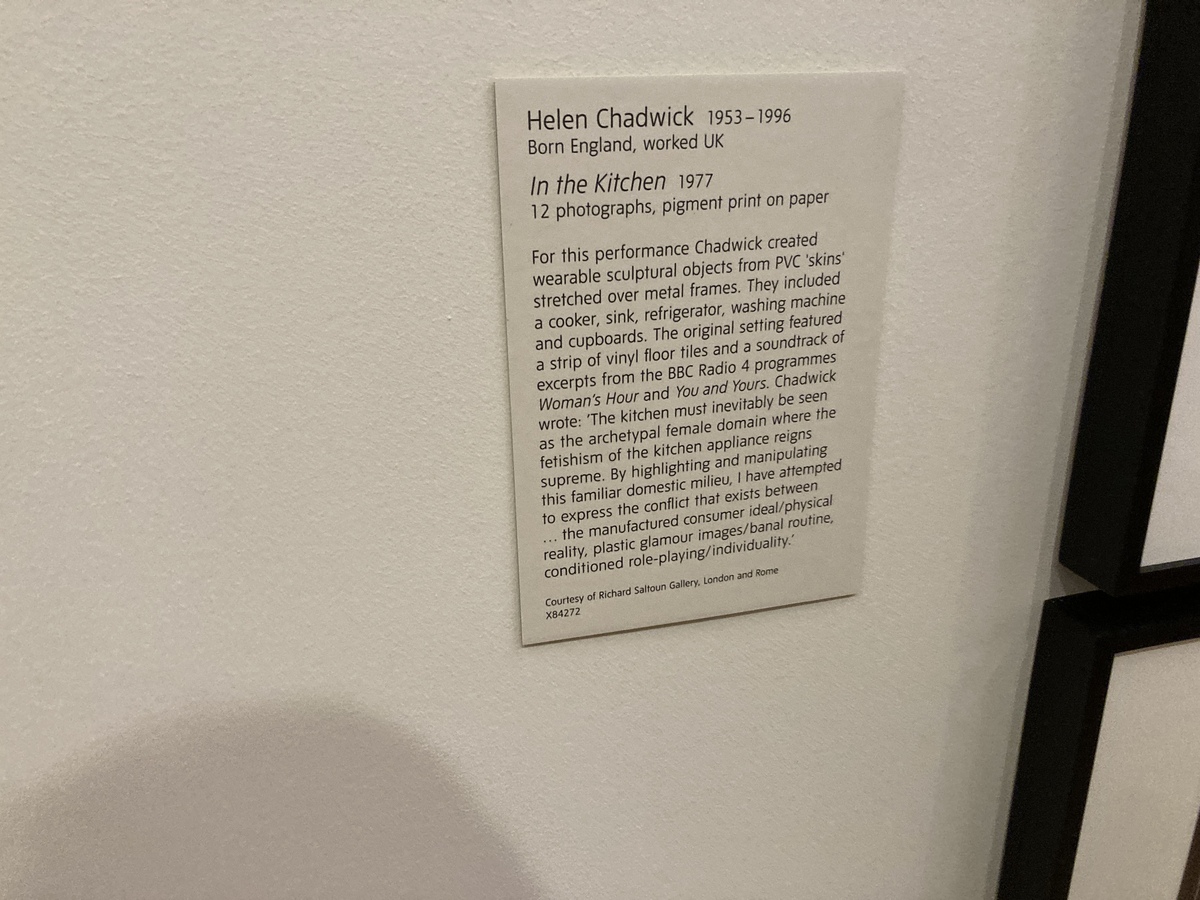 Helen Chadwick 1953–1996
Born England, worked UK
In the Kitchen 1977
12 photographs, pigment print on paper
For this performance Chadwick created
wearable sculptural objects from PVC 'skins'
stretched over metal frames. They included
a cooker, sink, refrigerator, washing machine
and cupboards. The original setting featured
a strip of vinyl floor tiles and a soundtrack of
excerpts from the BBC Radio 4 programmes
Woman's Hour and You and Yours. Chadwick
wrote: 'The kitchen must inevitably be seen
as the archetypal female domain where the
fetishism of the kitchen appliance reigns
supreme. By highlighting and manipulating
this familiar domestic milieu, I have attempted
to express the conflict that exists between
… the manufactured consumer ideal/physical
reality, plastic glamour images/banal routine,
conditioned role-playing/individuality.'
Courtesy of Richard Saltoun Gallery, London and Rome
X84272